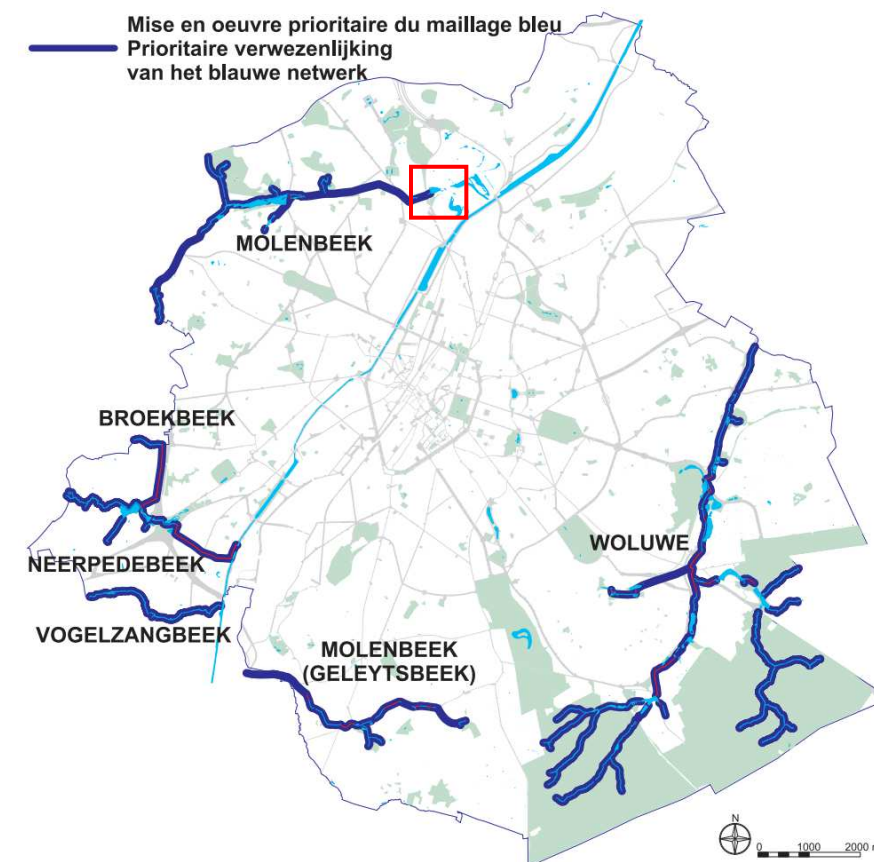 Mise en oeuvre prioritaire du maillage bleu
Prioritaire verwezenlijking
van het blauwe netwerk
MOLENBEEK
BROEKBEEK
WOLUWE
NEERPEDEBEEK
VOGELZANGBEEK
MOLENBEEK
(GELEYTSBEEK)
N
0 1000 2000 m